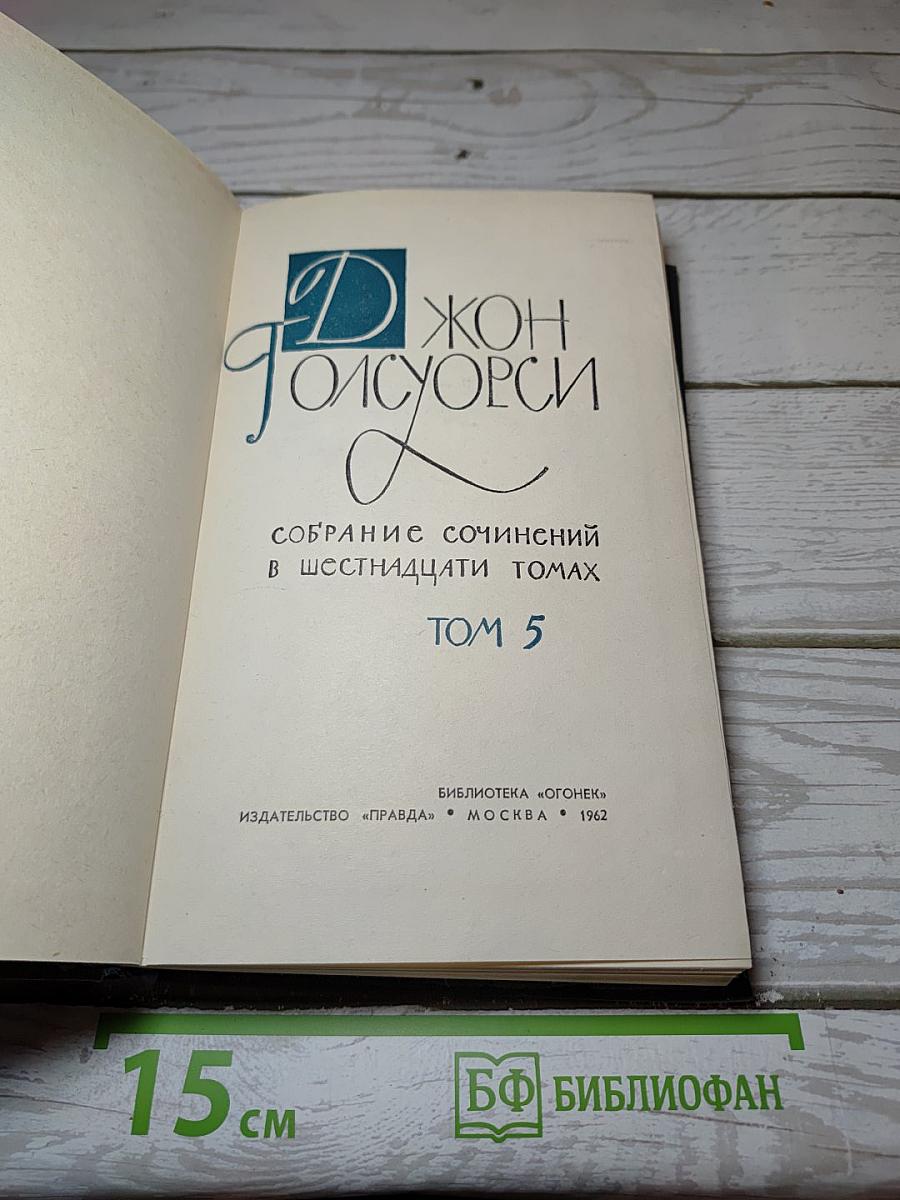 ДЖОН
ГОЛСУОРСИ
СОБРАНИЕ СОЧИНЕНИЙ
В ШЕСТНАДЦАТИ ТОМАХ
ТОМ 5
БИБЛИОТЕКА «ОГОНЕК»
ИЗДАТЕЛЬСТВО «ПРАВДА» • МОСКВА • 1962
15 СМ
БФ БИБЛИОФАН